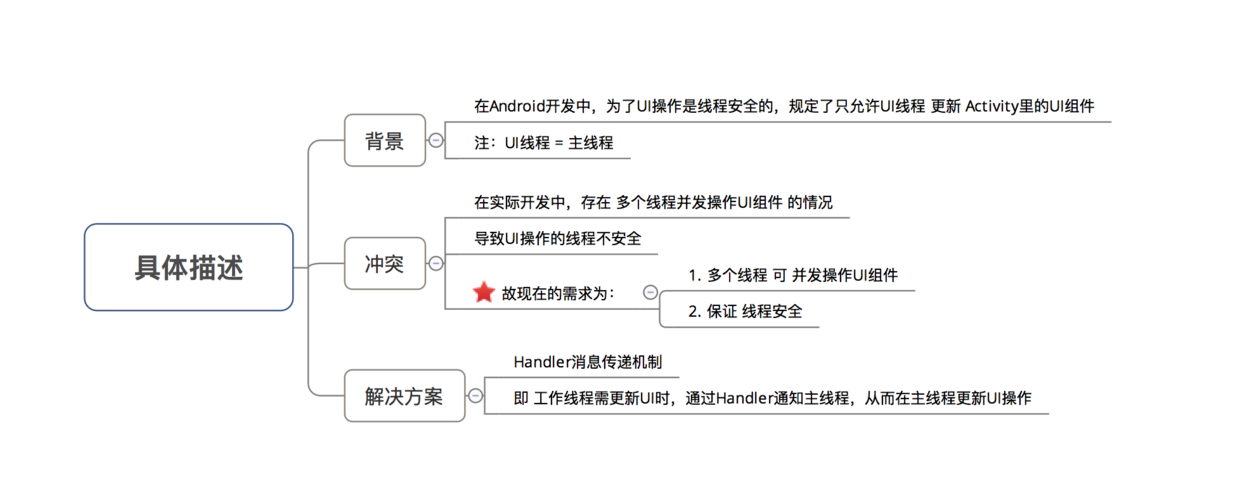 具体描述
背景
在Android开发中，为了UI操作是线程安全的，规定了只允许UI线程 更新 Activity里的UI组件
注：UI线程 = 主线程
冲突
在实际开发中，存在 多个线程并发操作UI组件 的情况
导致UI操作的线程不安全
故现在的需求为：
1. 多个线程 可 并发操作UI组件
2. 保证 线程安全
解决方案
Handler消息传递机制
即 工作线程需更新UI时，通过Handler通知主线程，从而在主线程更新UI操作